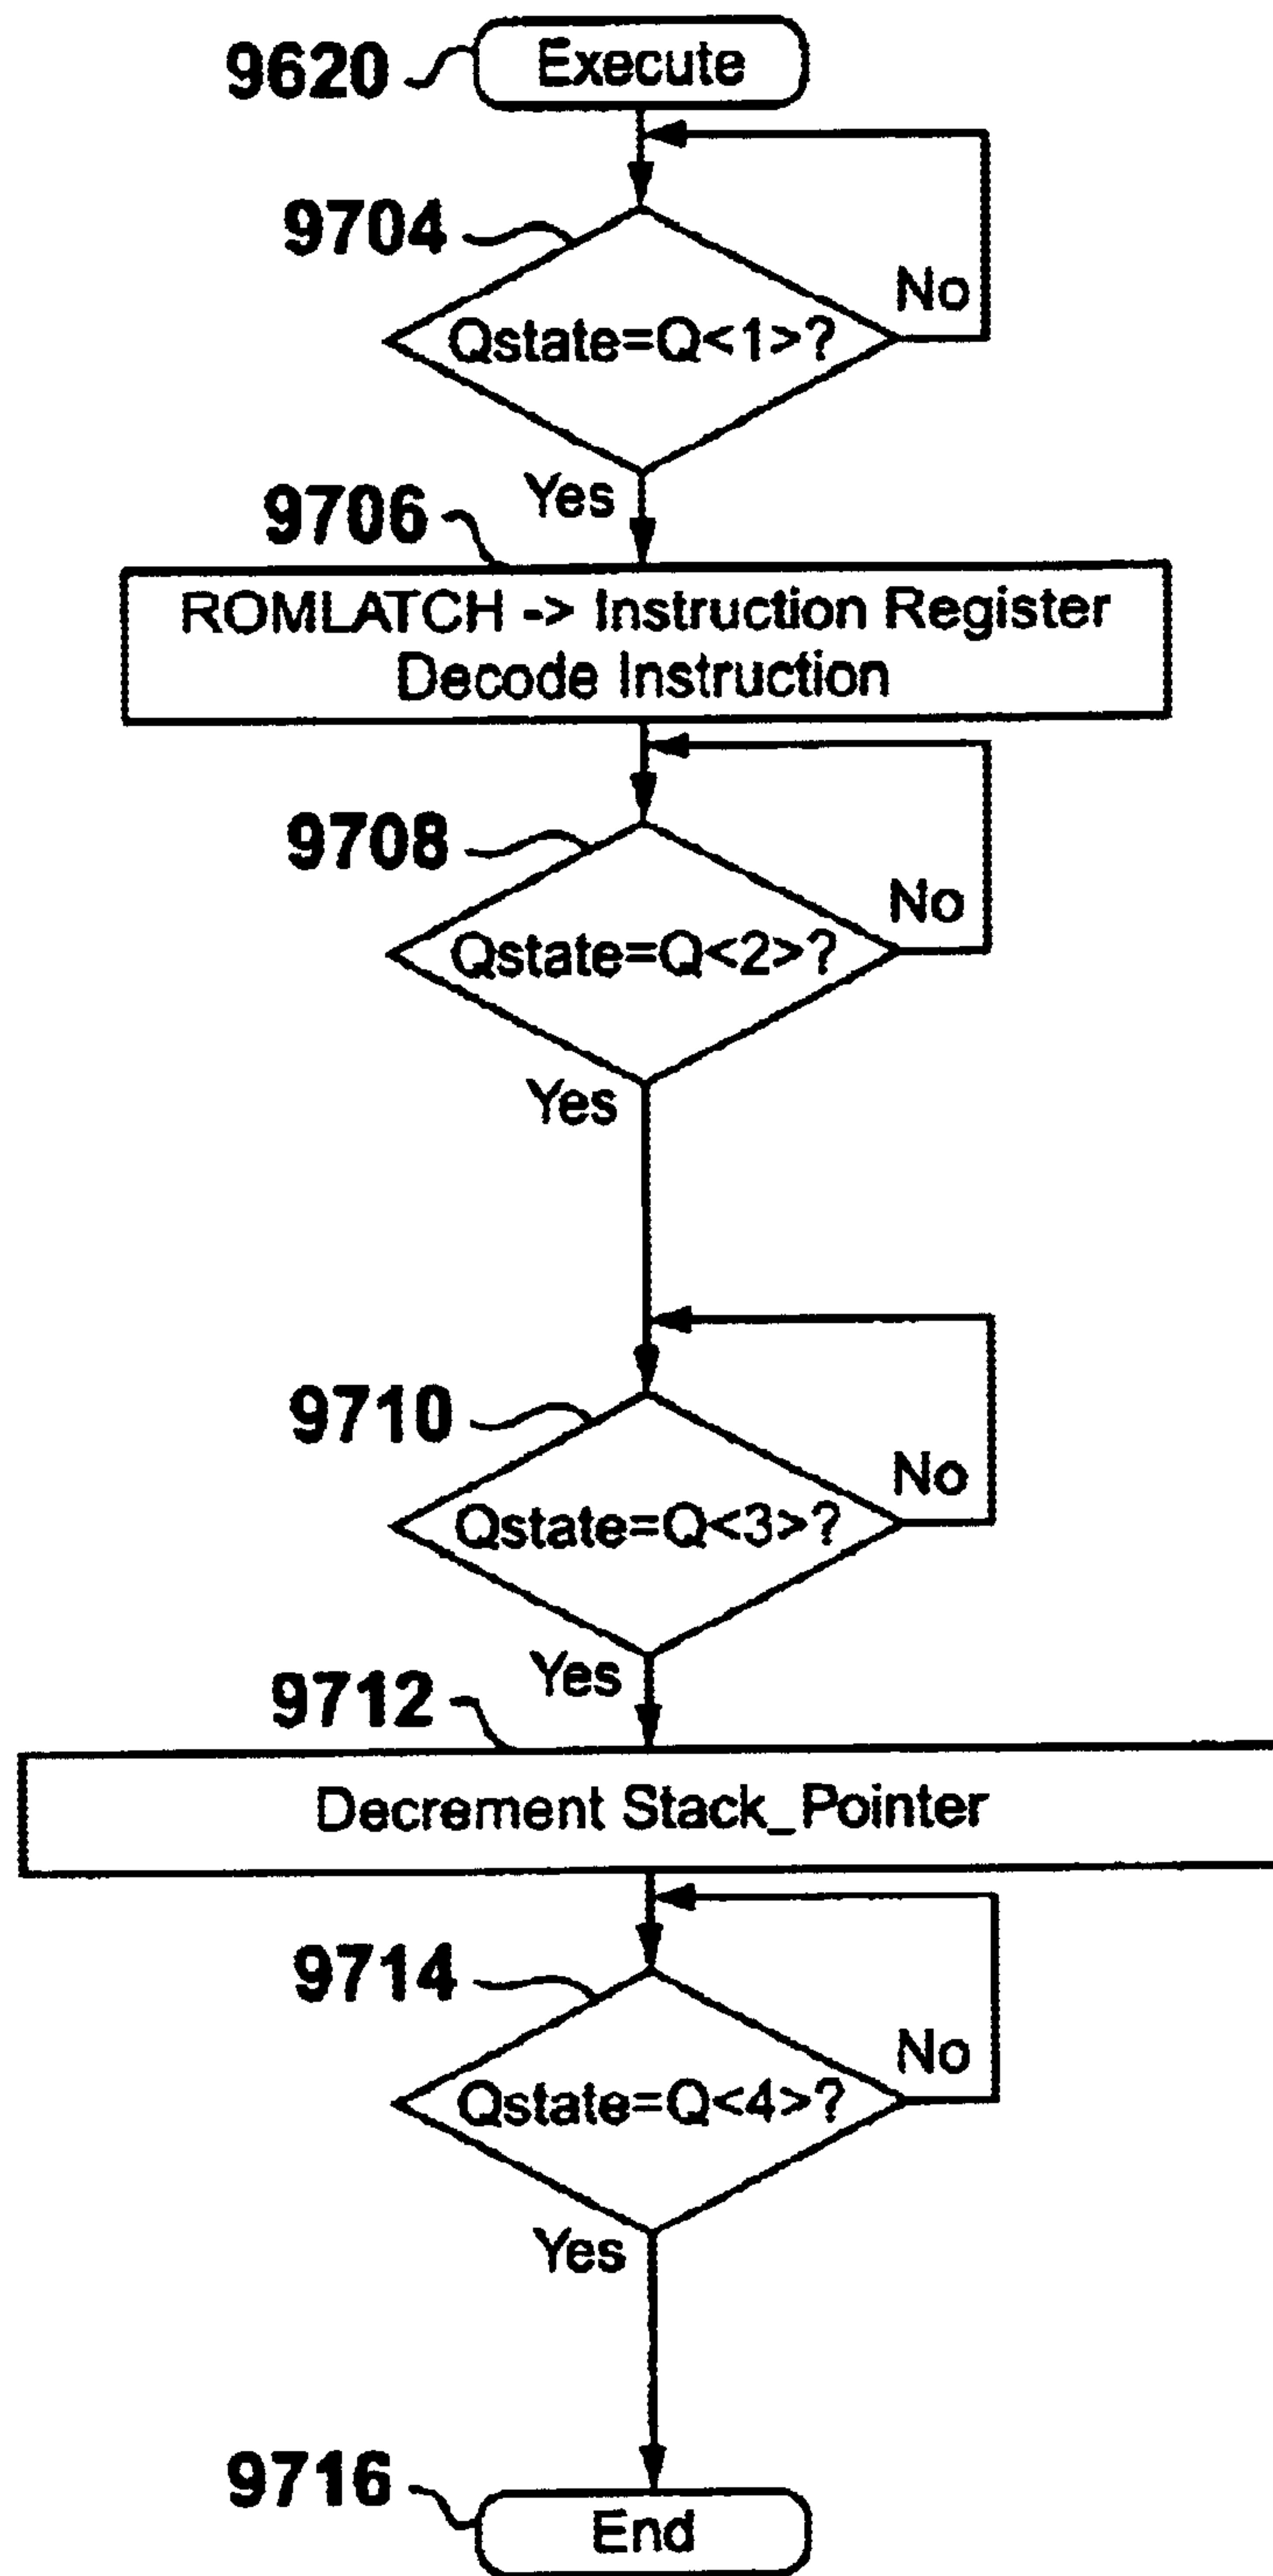 9620
Execute
9704
No
Qstate=Q<1>?
Yes
9706
ROMLATCH -> Instruction Register
Decode Instruction
9708
No
Qstate=Q<2>?
Yes
9710
No
Qstate=Q<3>?
Yes
9712
Decrement Stack_Pointer
9714
No
Qstate=Q<4>?
Yes
9716
End